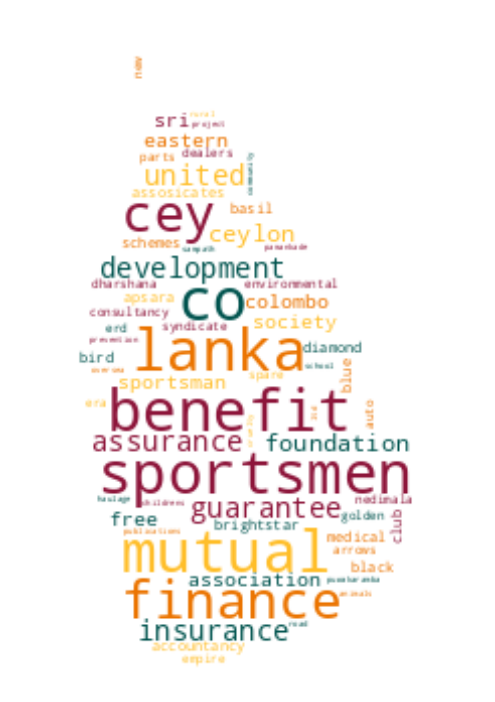 new
rural
sri
project
eastern
parts dealers
united
community
assosicates
cey
basil
ceylon
schemes
sampath
development
dharshana environmental
apsara co colombo
consultancy
society
erd syndicate
prevention
lanka
diamond
bird
school
oversea
spare
sportsman
blue
era
benefit
auto
assurance foundation
sportsmen
haulage childrens
nedimala
guarantee
golden
free
brightstar
club
publications
mutual
medical
arrows
black
association
finance
animals
insurance
road
accountancy
empire